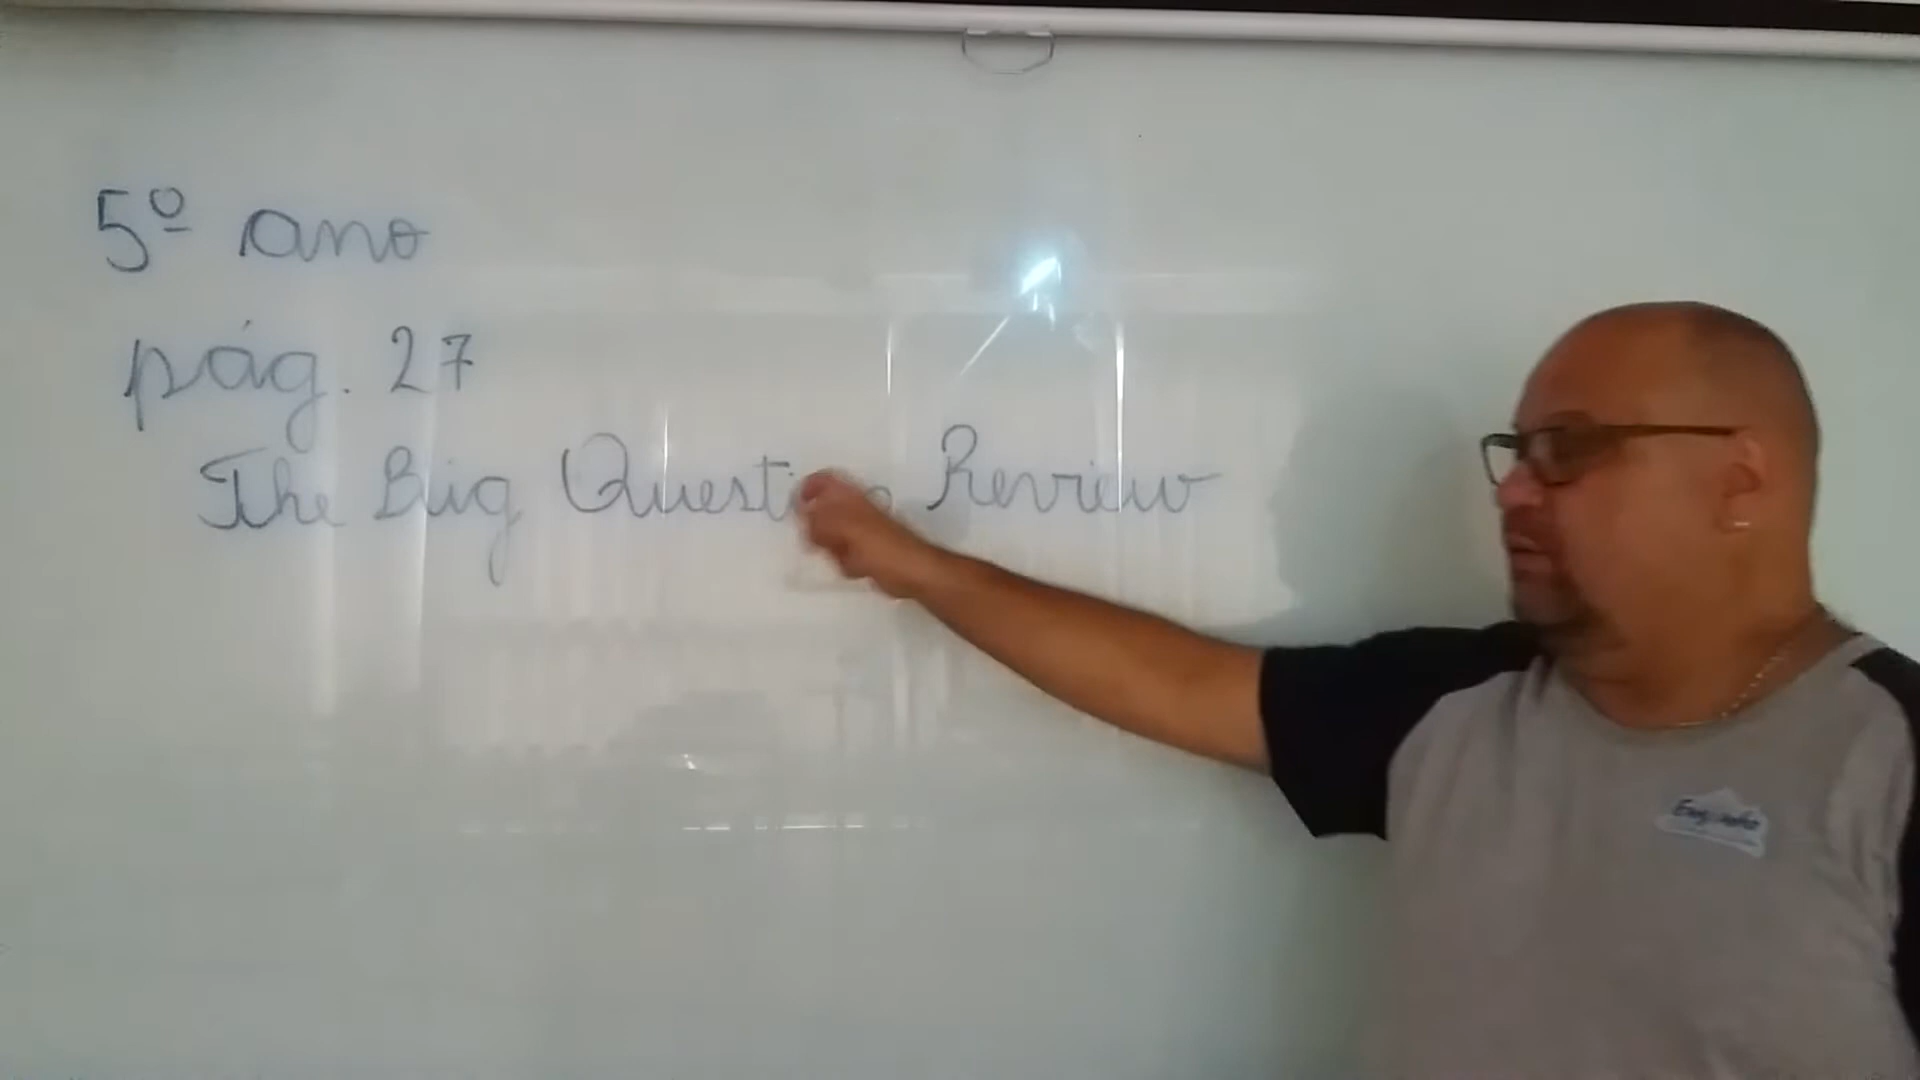 5º ano
pág. 27
The Big Review